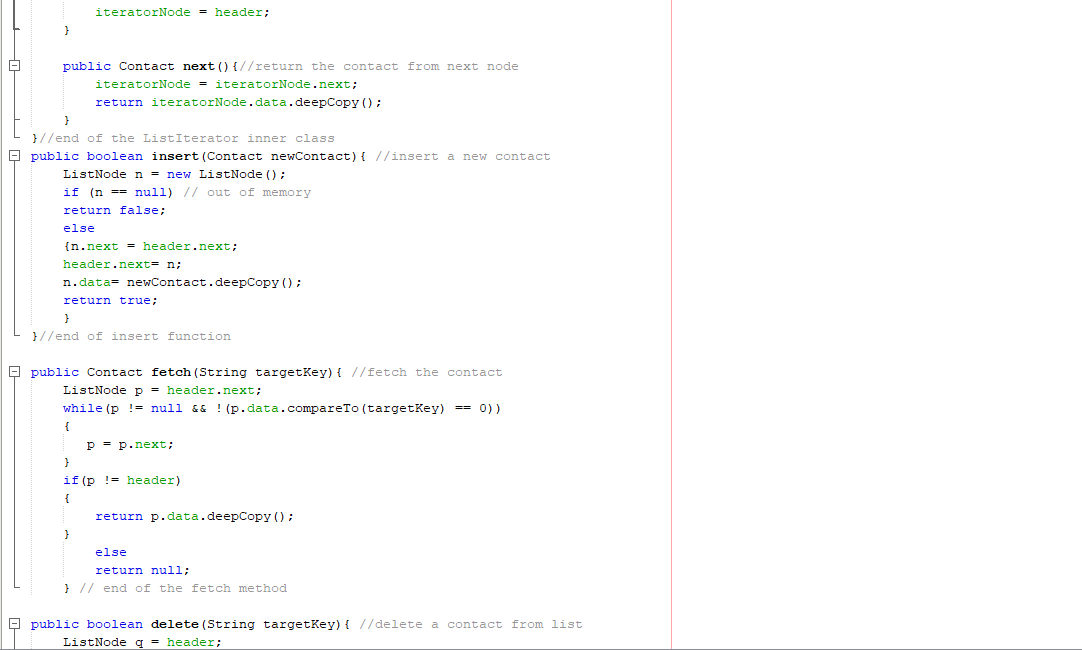 iteratorNode = header;
}
public Contact next(){//return the contact from next node
iteratorNode = iteratorNode.next;
return iteratorNode.data.deepCopy();
}
}//end of the ListIterator inner class
public boolean insert(Contact newContact){ //insert a new contact
ListNode n = new ListNode();
if (n == null) // out of memory
return false;
else
{n.next = header.next;
header.next= n;
n.data= newContact.deepCopy();
return true;
}
}//end of insert function
public Contact fetch(String targetKey){ //fetch the contact
ListNode p = header.next;
while(p != null && !(p.data.compareTo(targetKey) == 0))
{
p = p.next;
}
if(p != header)
{
return p.data.deepCopy();
}
else
return null;
} // end of the fetch method
public boolean delete(String targetKey){ //delete a contact from list
ListNode q = header;